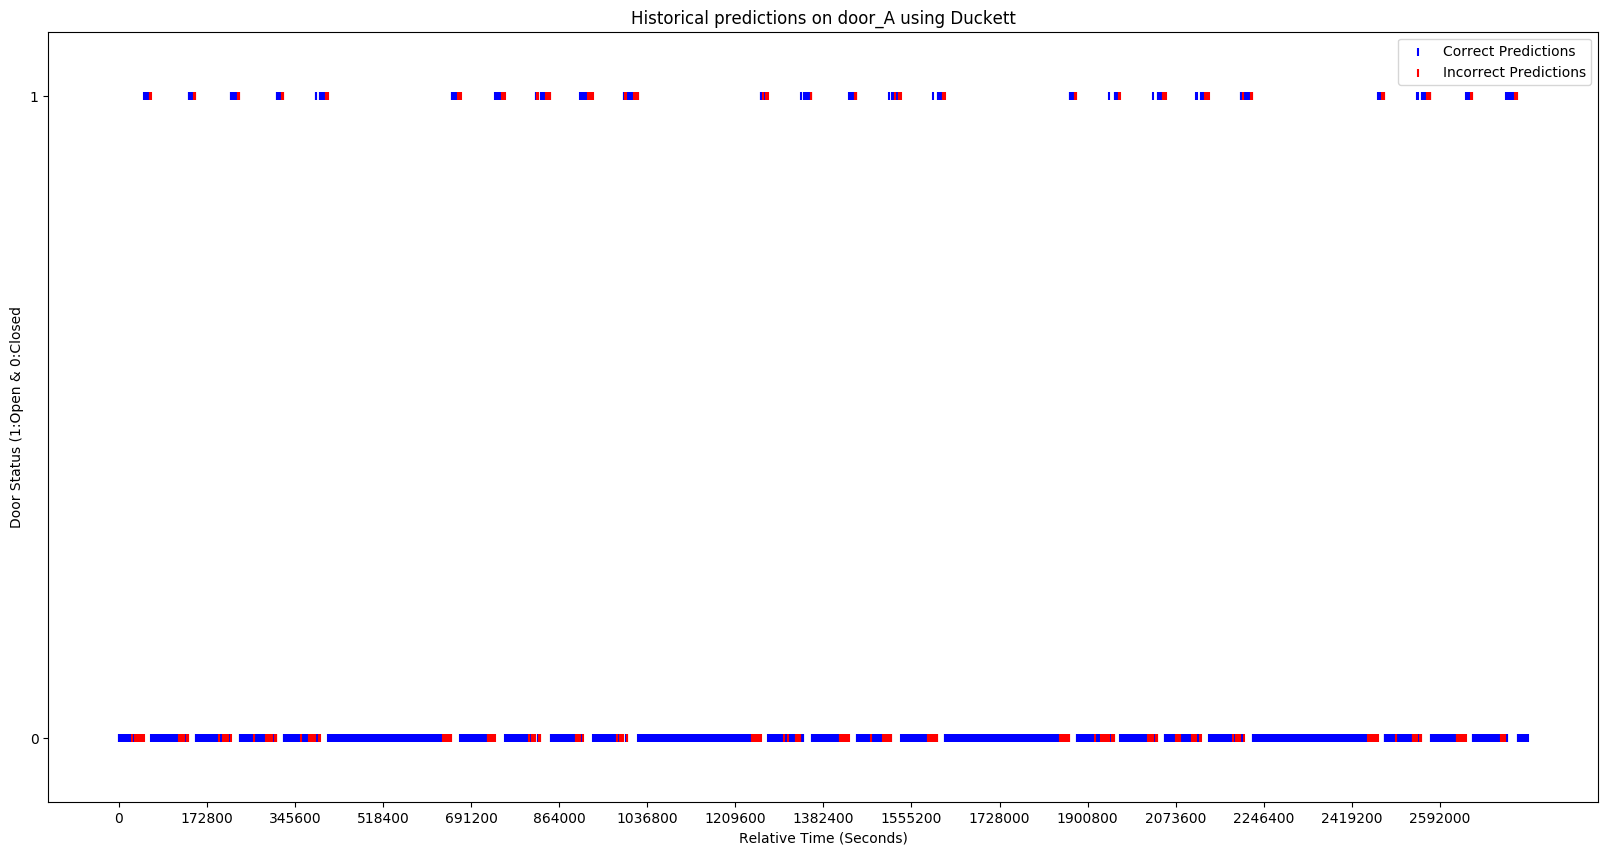 Historical predictions on door_A using Duckett
Correct Predictions
Incorrect Predictions
1
Door Status (1:Open & 0:Closed
0
0 172800 345600 518400 691200 864000 1036800 1209600 1382400 1555200 1728000 1900800 2073600 2246400 2419200 2592000
Relative Time (Seconds)